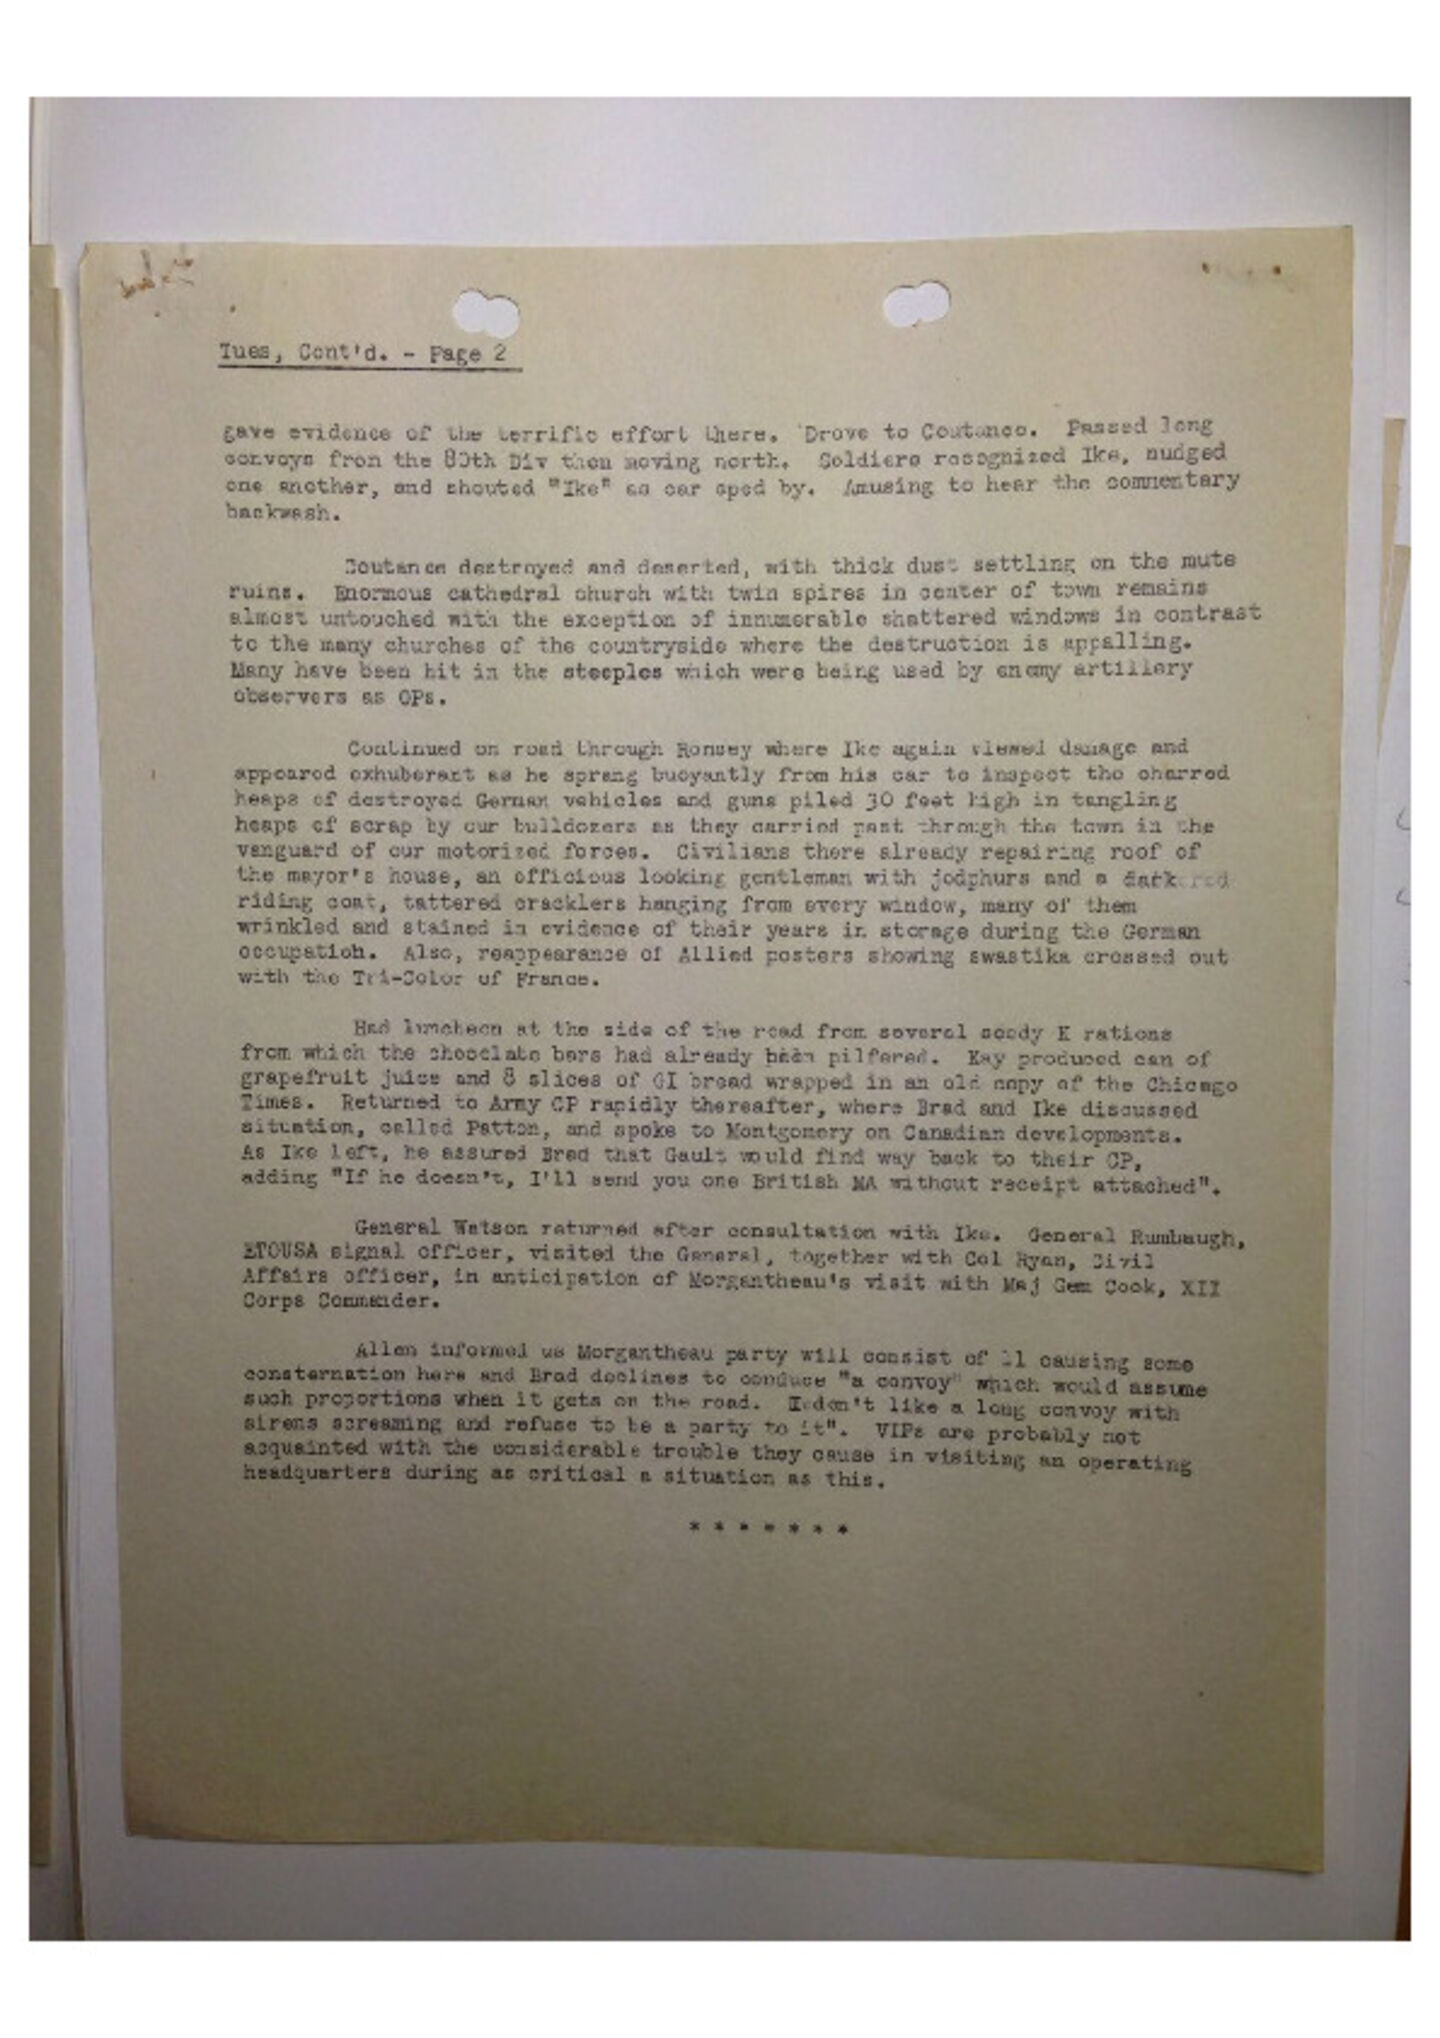 Tues, Cont'd. - Page 2
gave evidence of the terrific effort there. Drove to Coutance. Passed long
convoys from the 80th Div then moving north. Soldiers recognized Ike, nudged
one another, and shouted "Ike" as car sped by. Amusing to hear the commentary
backwash.
Coutance destroyed and deserted, with thick dust settling on the mute
ruins. Enormous cathedral church with twin spires in center of town remains
almost untouched with the exception of innumerable shattered windows in contrast
to the many churches of the countryside where the destruction is appalling.
Many have been hit in the steeples which were being used by enemy artillery
observers as OPs.
Continued on road through Ronsey where Ike again viewed damage and
appeared exhuberant as he sprang buoyantly from his car to inspect the charred
heaps of destroyed German vehicles and guns piled 30 feet high in tangling
heaps of scrap by our bulldozers as they carried past through the town in the
vanguard of our motorized forces. Civilians there already repairing roof of
the mayor's house, an officious looking gentleman with jodphurs and a dark red
riding coat, tattered cracklers hanging from every window, many of them
wrinkled and stained in evidence of their years in storage during the German
occupation. Also, reappearance of Allied posters showing swastika crossed out
with the Tri-Color of France.
Had luncheon at the side of the road from several seedy K rations
from which the chocolate bars had already been pilfered. Kay produced can of
grapefruit juice and 8 slices of GI bread wrapped in an old copy of the Chicago
Times. Returned to Army CP rapidly thereafter, where Brad and Ike discussed
situation, called Patton, and spoke to Montgomery on Canadian developments.
As Ike left, he assured Brad that Gault would find way back to their CP,
adding "If he doesn't, I'll send you one British MA without receipt attached".
General Watson returned after consultation with Ike. General Rumbaugh,
ETOUSA signal officer, visited the General, together with Col Ryan, Civil
Affairs officer, in anticipation of Morgantheau's visit with Maj Gen Cook, XII
Corps Commander.
Allen informed us Morgantheau party will consist of 11 causing some
consternation here and Brad declines to conduce "a convoy" which would assume
such proportions when it gets on the road. I don't like a long convoy with
sirens screaming and refuse to be a party to it". VIPs are probably not
acquainted with the considerable trouble they cause in visiting an operating
headquarters during as critical a situation as this.
* * * * * * *